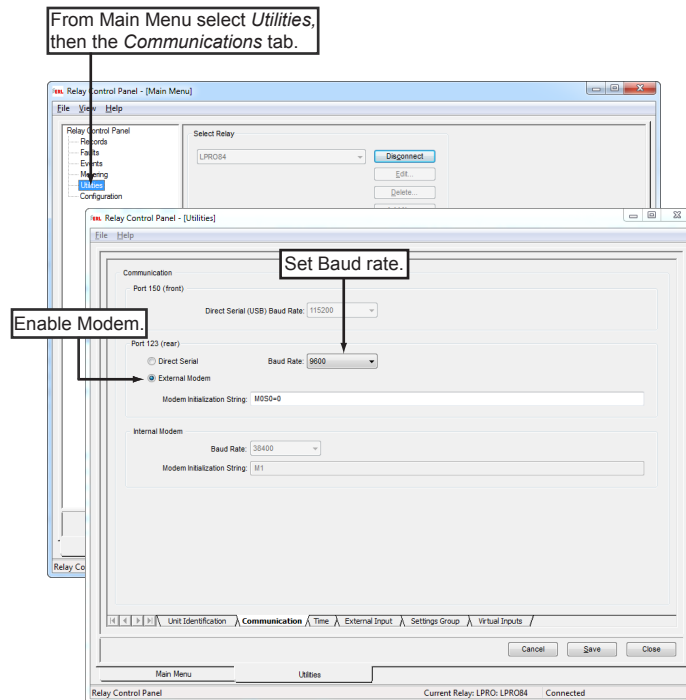 From Main Menu select Utilities,
then the Communications tab.
Relay Control Panel - [Main Menu]
File View Help
Relay Control Panel
Records
Faults
Events
Metering
Utilities
Configuration
Select Relay
LPRO84
Disconnect
Edit...
Delete...
Relay Control Panel - [Utilities]
File Help
Set Baud rate.
Communication
Port 150 (front)
Direct Serial (USB) Baud Rate: 115200
Enable Modem.
Port 123 (rear)
Direct Serial
Baud Rate: 9600
External Modem
Modem Initialization String: M0S0=0
Internal Modem
Baud Rate: 38400
Modem Initialization String: M1
Relay Co
Unit Identification Communication Time External Input Settings Group Virtual Inputs
Cancel Save Close
Main Menu Utilities
Relay Control Panel Current Relay: LPRO: LPRO84 Connected